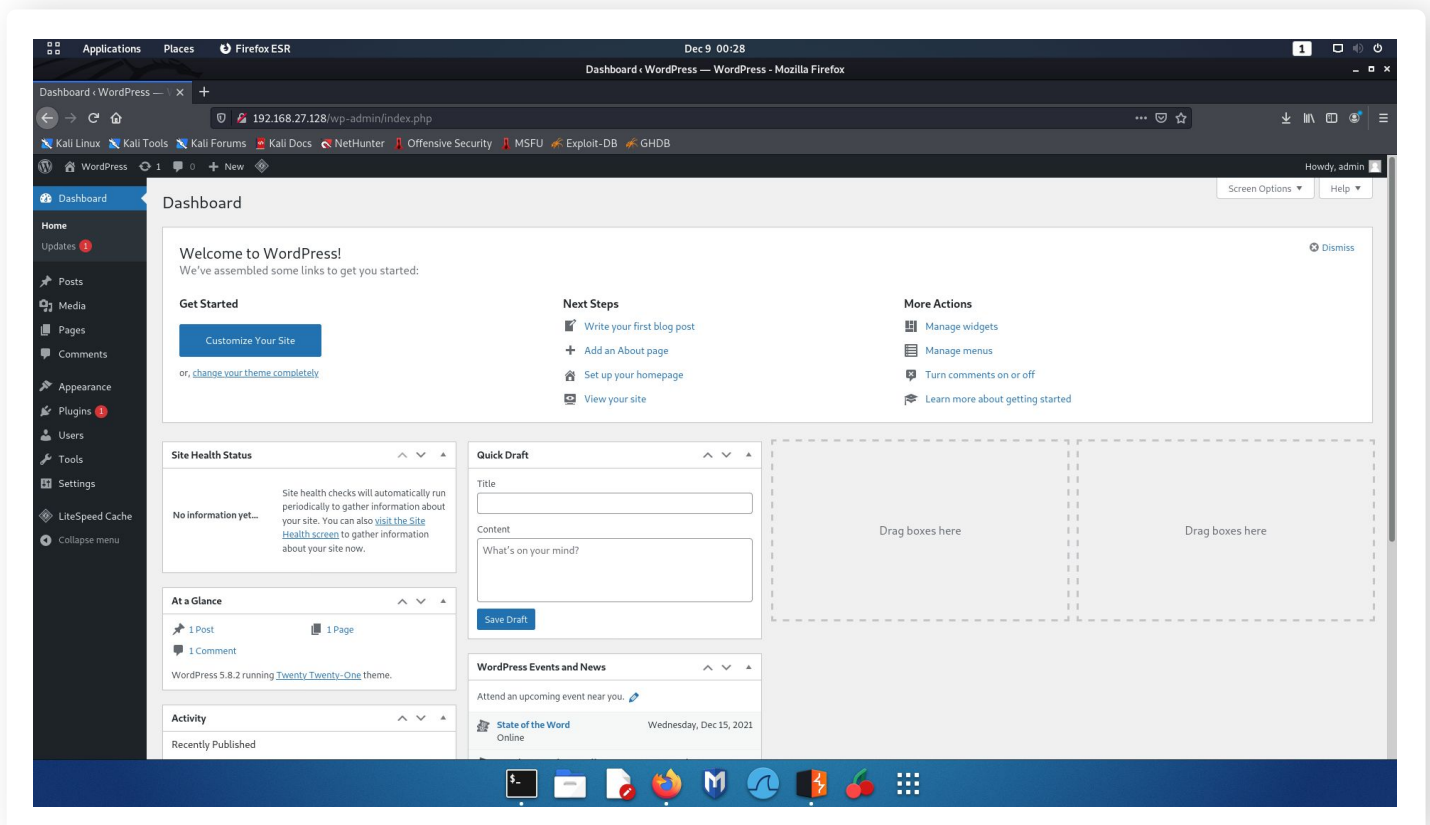 Applications Places Firefox ESR Dec 9 00:28 1
Dashboard ‹ WordPress — WordPress - Mozilla Firefox
Dashboard ‹ WordPress —
192.168.27.128/wp-admin/index.php
Kali Linux Kali Tools Kali Forums Kali Docs NetHunter Offensive Security MSFU Exploit-DB GHDB
WordPress 1 0 + New Howdy, admin
Screen Options ▼ Help ▼
Dashboard
Home
Updates 1
Posts
Media
Pages
Comments
Appearance
Plugins 1
Users
Tools
Settings
LiteSpeed Cache
Collapse menu
Dashboard
Welcome to WordPress!
Dismiss
We've assembled some links to get you started:
Get Started
Customize Your Site
or, change your theme completely
Next Steps
Write your first blog post
Add an About page
Set up your homepage
View your site
More Actions
Manage widgets
Manage menus
Turn comments on or off
Learn more about getting started
Site Health Status
No information yet...
Site health checks will automatically run
periodically to gather information about
your site. You can also visit the Site
Health screen to gather information
about your site now.
At a Glance
1 Post 1 Page
1 Comment
WordPress 5.8.2 running Twenty Twenty-One theme.
Activity
Recently Published
Quick Draft
Title
Content
What's on your mind?
Save Draft
WordPress Events and News
Attend an upcoming event near you.
State of the Word Wednesday, Dec 15, 2021
Online
Drag boxes here
Drag boxes here
$_